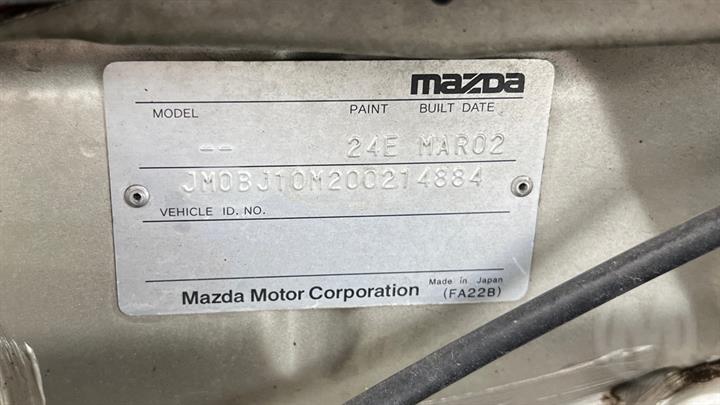 mazda
MODEL PAINT BUILT DATE
-- 24E MAR02
JM0BJ10M200214884
VEHICLE ID. NO.
Made in Japan
Mazda Motor Corporation (FA22B)